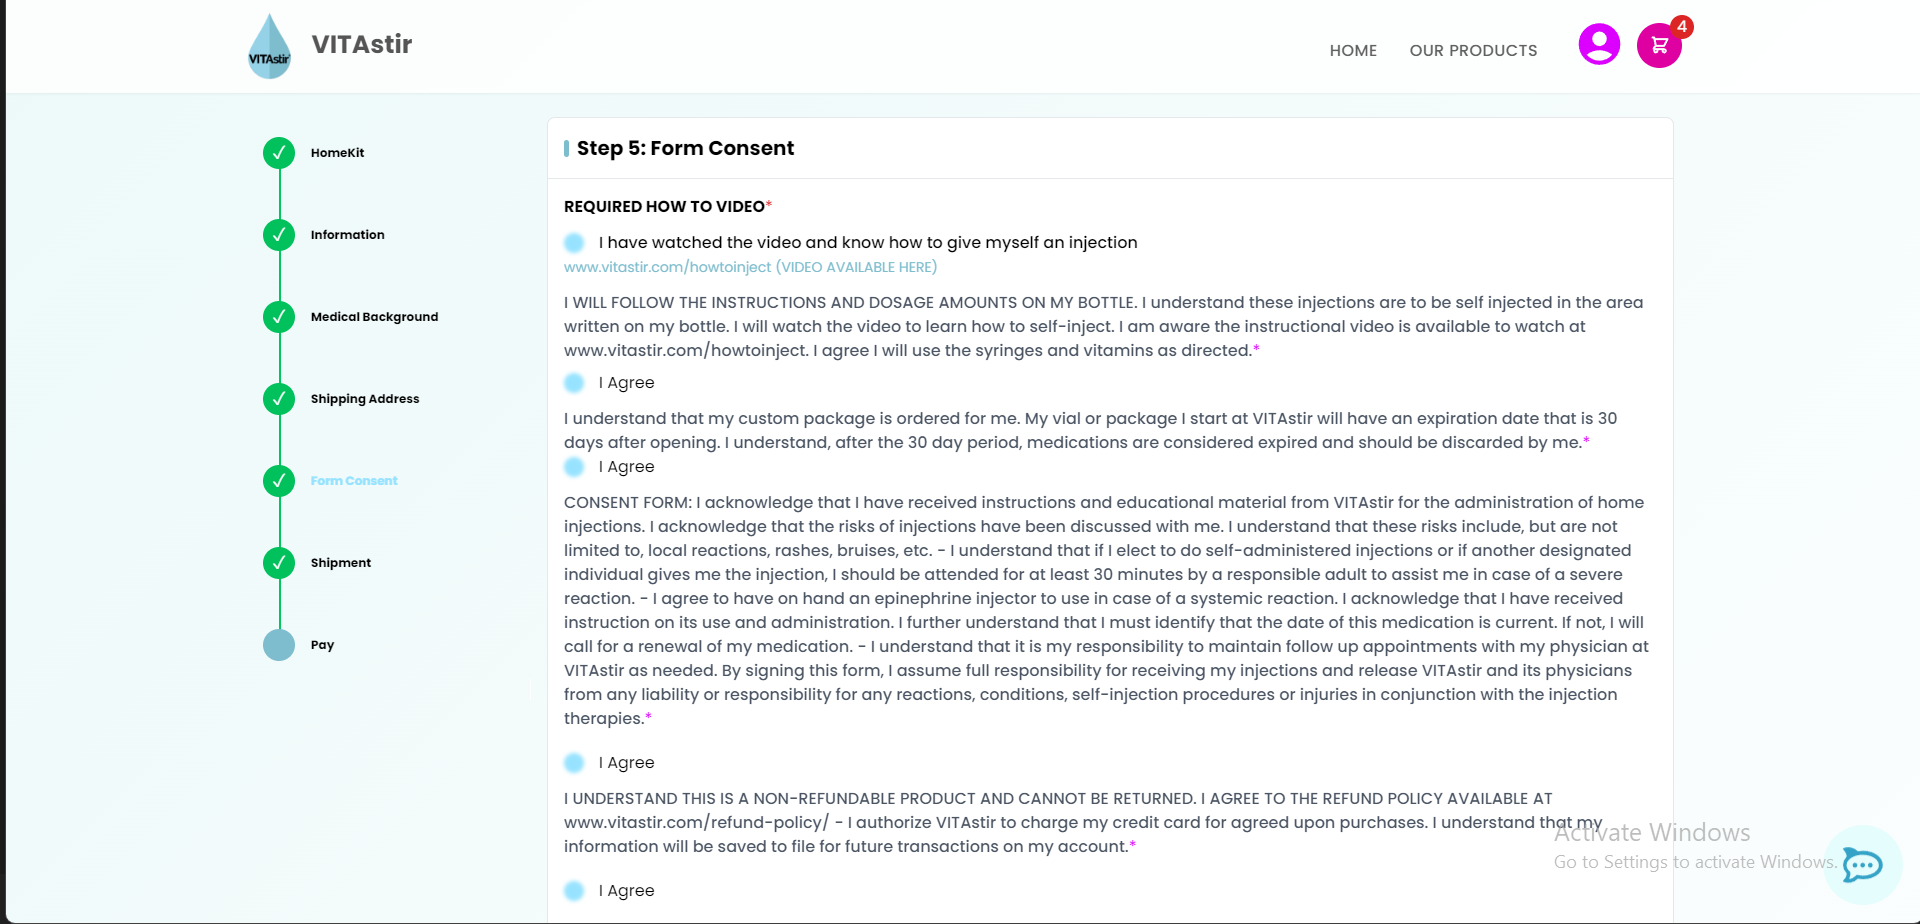 VITAstir
VITAstir
HOME
OUR PRODUCTS
4
HomeKit
Information
Medical Background
Shipping Address
Form Consent
Shipment
Pay
Step 5: Form Consent
REQUIRED HOW TO VIDEO*
I have watched the video and know how to give myself an injection
www.vitastir.com/howtoinject (VIDEO AVAILABLE HERE)
I WILL FOLLOW THE INSTRUCTIONS AND DOSAGE AMOUNTS ON MY BOTTLE. I understand these injections are to be self injected in the area
written on my bottle. I will watch the video to learn how to self-inject. I am aware the instructional video is available to watch at
www.vitastir.com/howtoinject. I agree I will use the syringes and vitamins as directed.*
I Agree
I understand that my custom package is ordered for me. My vial or package I start at VITAstir will have an expiration date that is 30
days after opening. I understand, after the 30 day period, medications are considered expired and should be discarded by me.*
I Agree
CONSENT FORM: I acknowledge that I have received instructions and educational material from VITAstir for the administration of home
injections. I acknowledge that the risks of injections have been discussed with me. I understand that these risks include, but are not
limited to, local reactions, rashes, bruises, etc. - I understand that if I elect to do self-administered injections or if another designated
individual gives me the injection, I should be attended for at least 30 minutes by a responsible adult to assist me in case of a severe
reaction. - I agree to have on hand an epinephrine injector to use in case of a systemic reaction. I acknowledge that I have received
instruction on its use and administration. I further understand that I must identify that the date of this medication is current. If not, I will
call for a renewal of my medication. - I understand that it is my responsibility to maintain follow up appointments with my physician at
VITAstir as needed. By signing this form, I assume full responsibility for receiving my injections and release VITAstir and its physicians
from any liability or responsibility for any reactions, conditions, self-injection procedures or injuries in conjunction with the injection
therapies.*
I Agree
I UNDERSTAND THIS IS A NON-REFUNDABLE PRODUCT AND CANNOT BE RETURNED. I AGREE TO THE REFUND POLICY AVAILABLE AT
www.vitastir.com/refund-policy/ - I authorize VITAstir to charge my credit card for agreed upon purchases. I understand that my
information will be saved to file for future transactions on my account.*
I Agree
Activate Windows
Go to Settings to activate Windows.